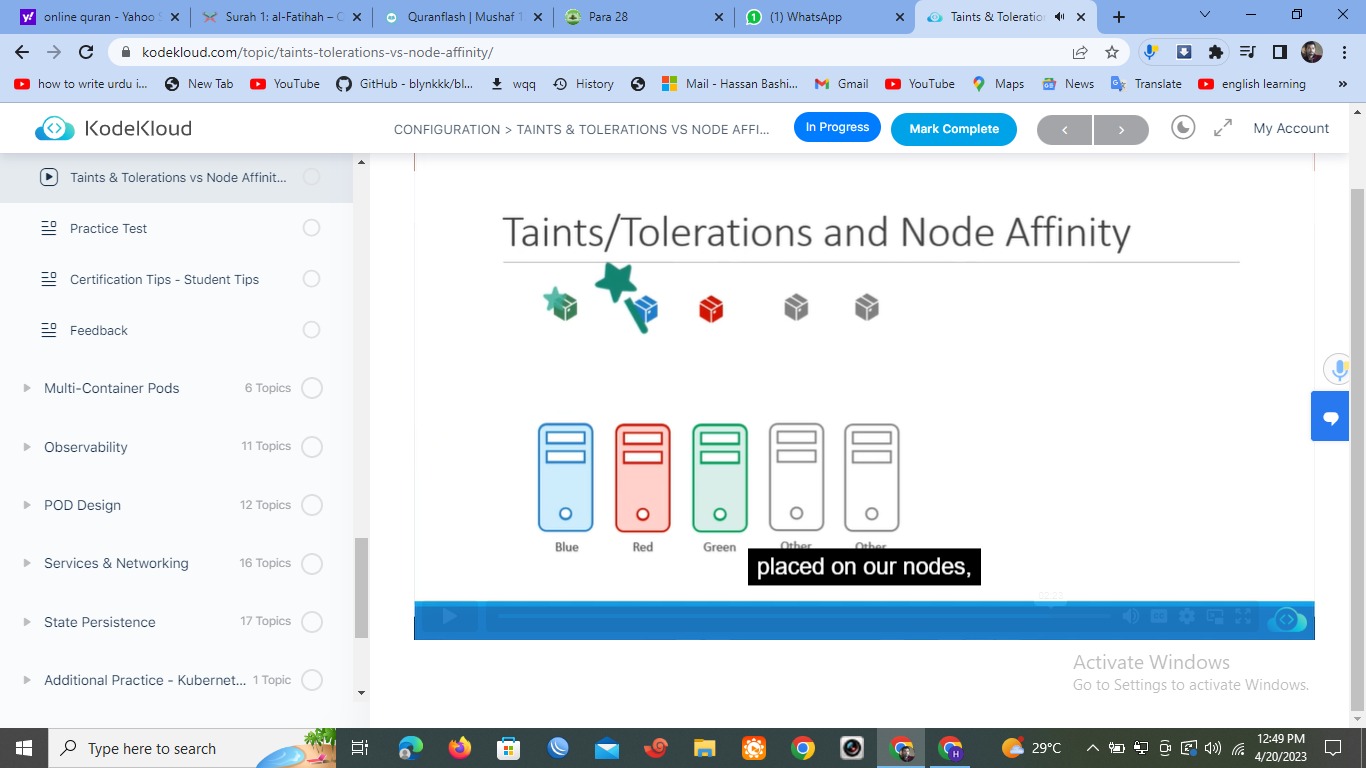 online quran - Yahoo S
Surah 1: al-Fatihah – C
Quranflash | Mushaf 1
Para 28
(1) WhatsApp
Taints & Toleration
kodekloud.com/topic/taints-tolerations-vs-node-affinity/
how to write urdu i...
New Tab
YouTube
GitHub - blynkkk/bl...
wqq
History
Mail - Hassan Bashi...
Gmail
YouTube
Maps
News
Translate
english learning
»
KodeKloud
CONFIGURATION > TAINTS & TOLERATIONS VS NODE AFFI...
In Progress
Mark Complete
My Account
Taints & Tolerations vs Node Affinit...
Practice Test
Certification Tips - Student Tips
Feedback
Multi-Container Pods 6 Topics
Observability 11 Topics
POD Design 12 Topics
Services & Networking 16 Topics
State Persistence 17 Topics
Additional Practice - Kubernet... 1 Topic
Taints/Tolerations and Node Affinity
Blue
Red
Green
Other
Other
placed on our nodes,
Activate Windows
Go to Settings to activate Windows.
Type here to search
29°C
12:49 PM
4/20/2023